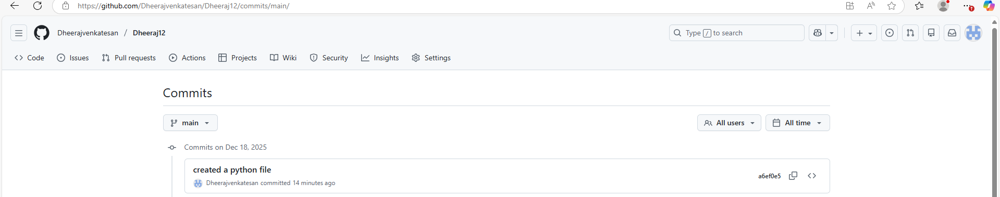 https://github.com/Dheerajvenkatesan/Dheeraj12/commits/main/
Dheerajvenkatesan / Dheeraj12
Type / to search
Code Issues Pull requests Actions Projects Wiki Security Insights Settings
Commits
main All users All time
Commits on Dec 18, 2025
created a python file
a6ef0e5
Dheerajvenkatesan committed 14 minutes ago